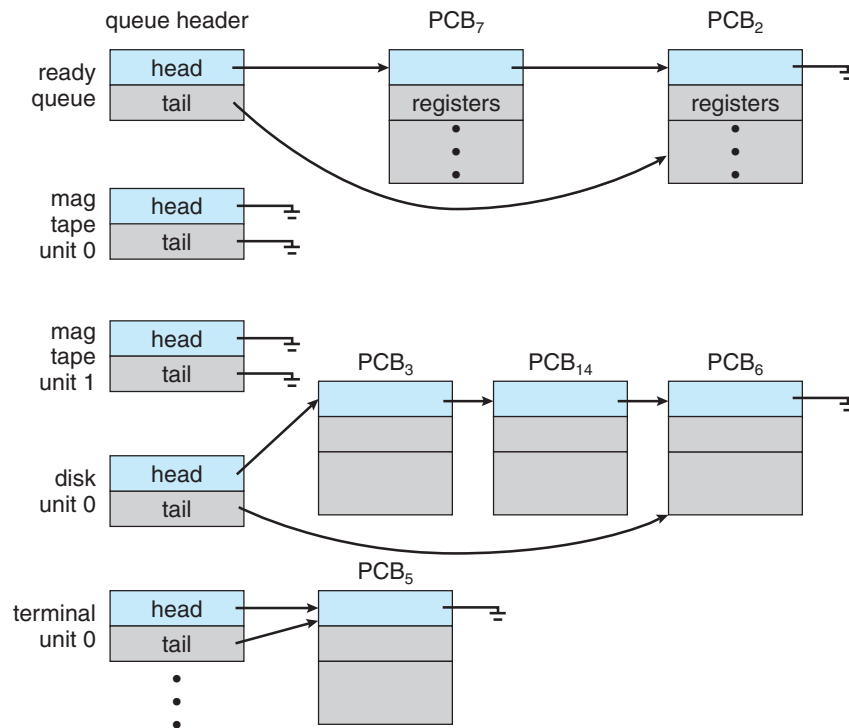 queue header
PCB₇
PCB₂
ready
queue
head
tail
registers
registers
mag
tape
unit 0
head
tail
mag
tape
unit 1
head
tail
PCB₃
PCB₁₄
PCB₆
disk
unit 0
head
tail
PCB₅
terminal
unit 0
head
tail